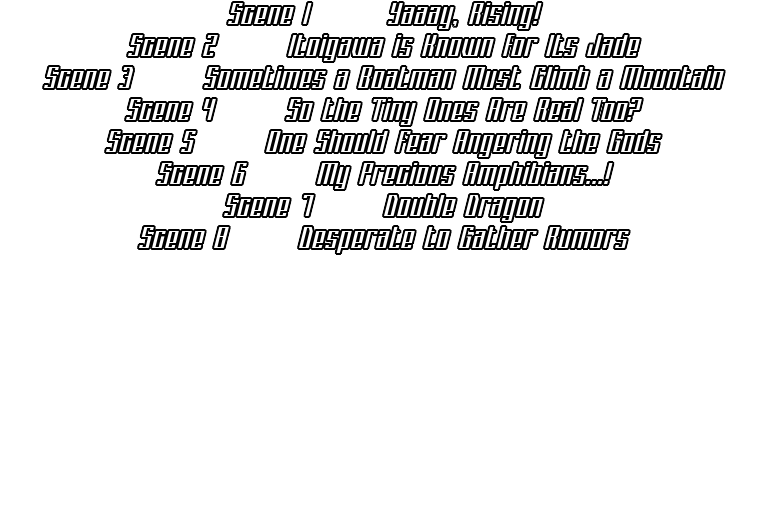 Scene 1 Yaaay, Rising!
Scene 2 Itoigawa is Known for Its Jade
Scene 3 Sometimes a Boatman Must Climb a Mountain
Scene 4 So the Tiny Ones Are Real Too?
Scene 5 One Should Fear Angering the Gods
Scene 6 My Precious Amphibians...!
Scene 7 Double Dragon
Scene 8 Desperate to Gather Rumors